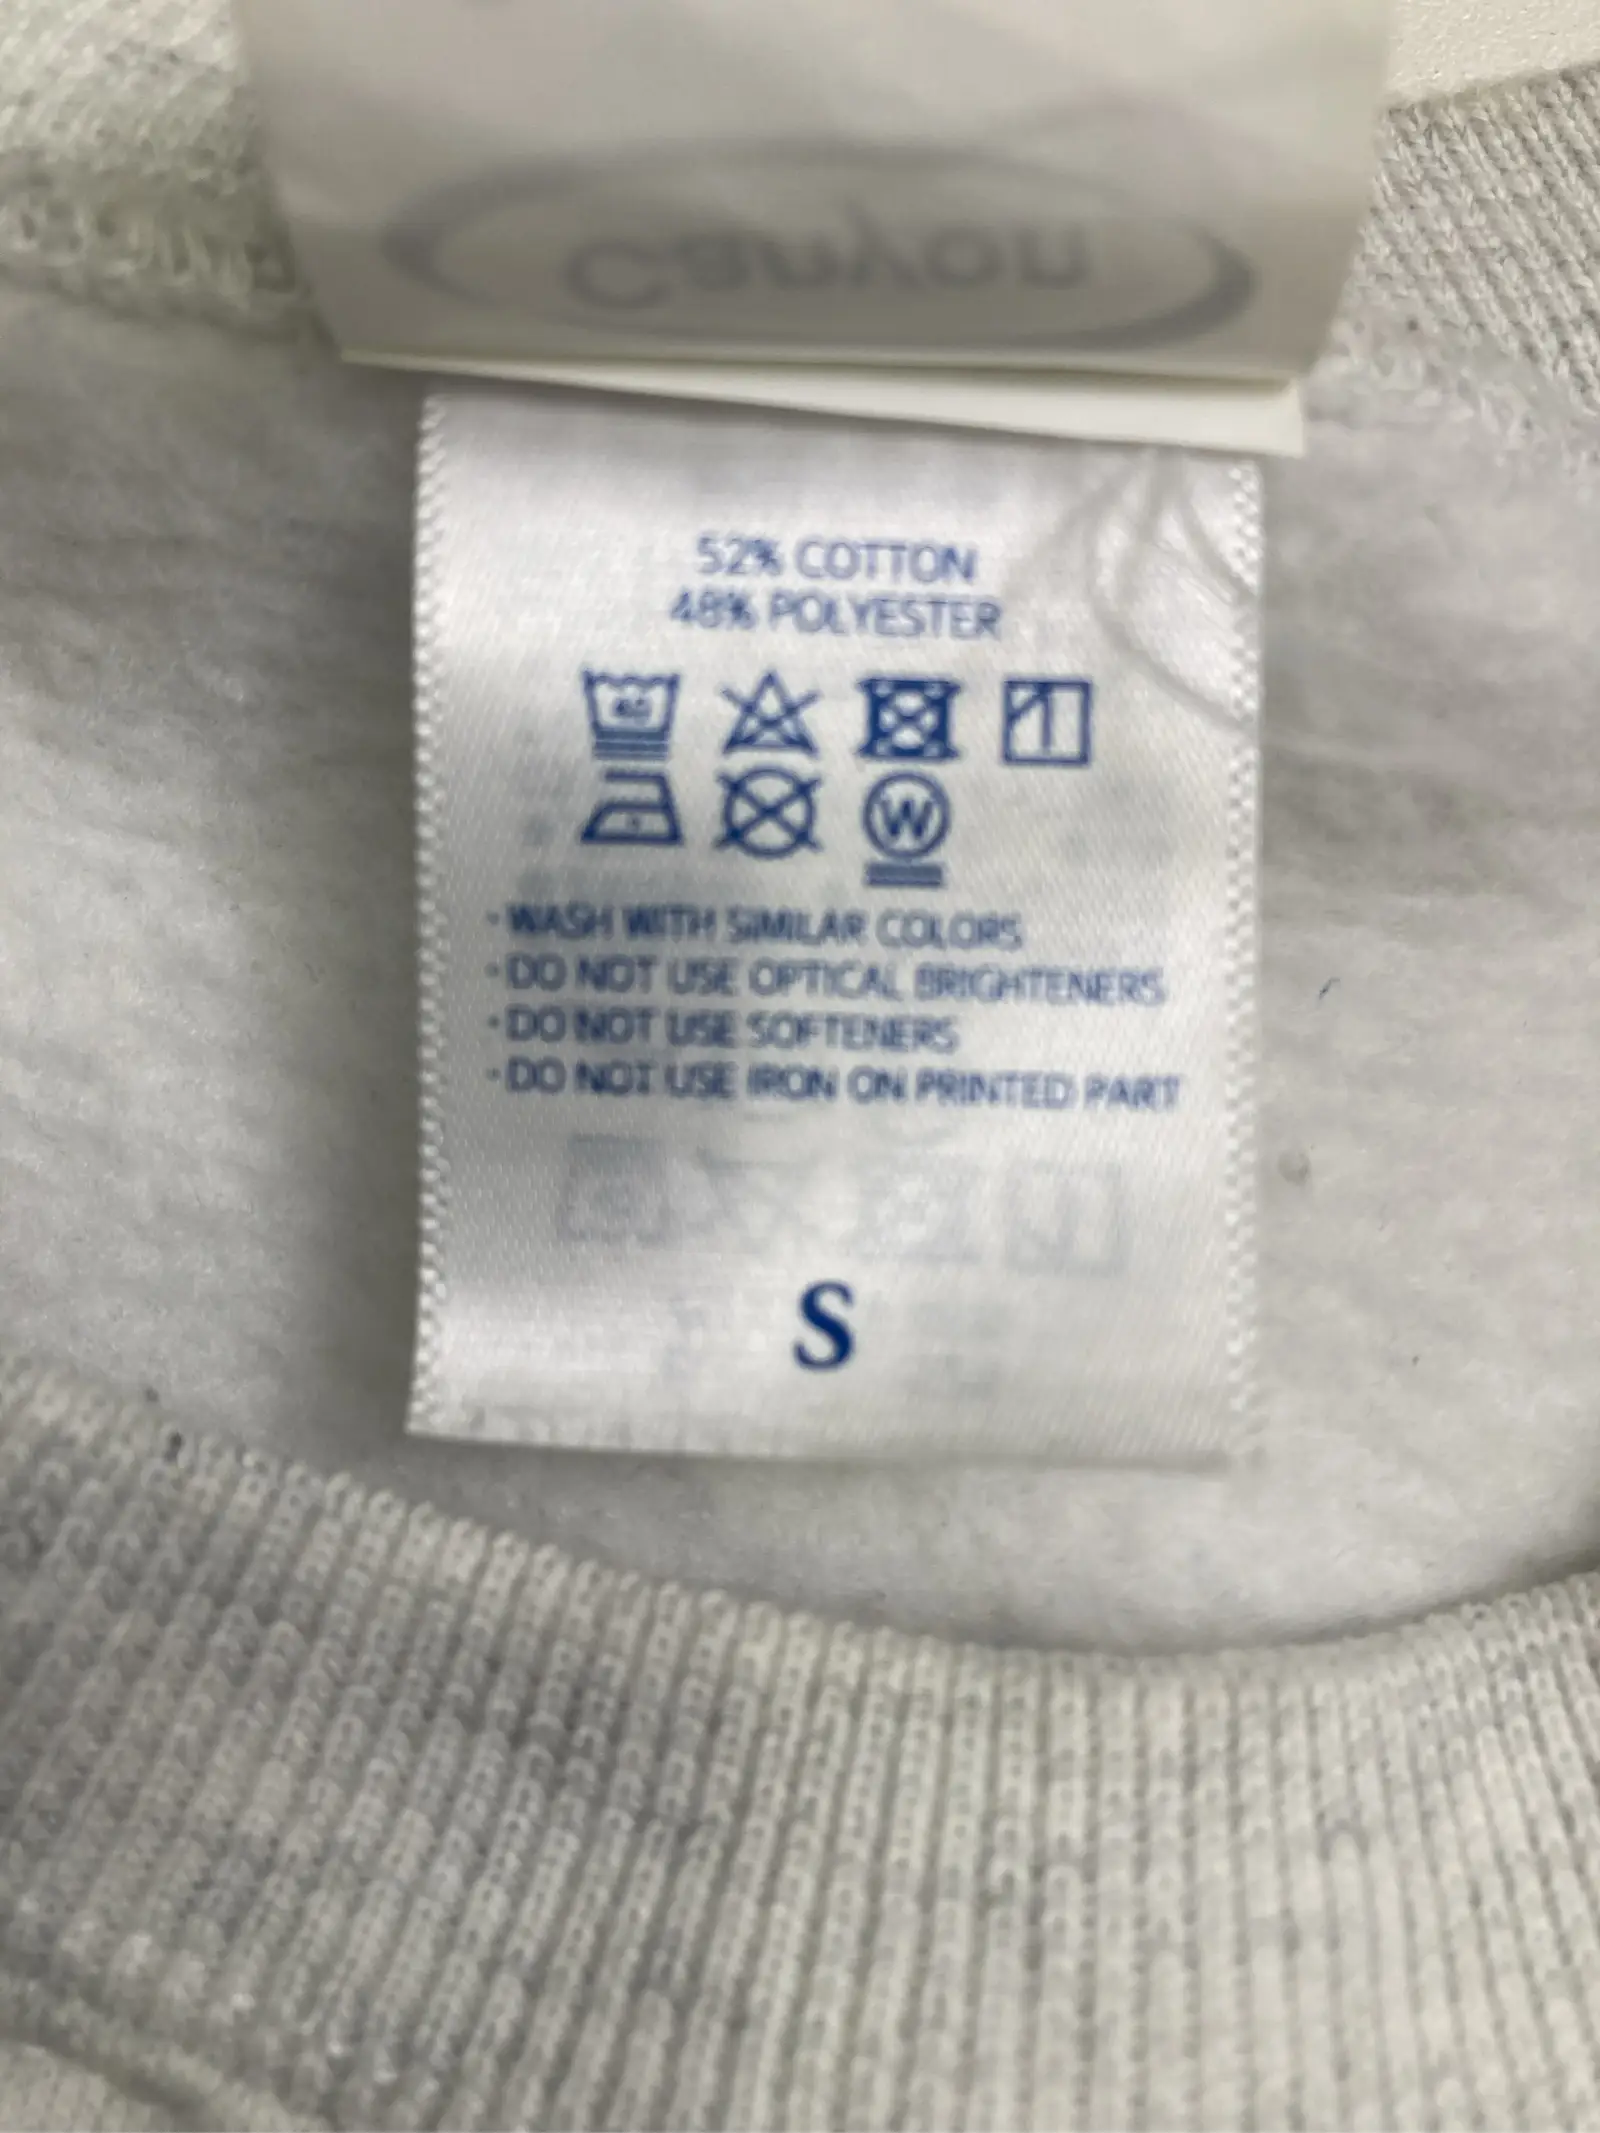 Canyon
52% COTTON
48% POLYESTER
40
W
· WASH WITH SIMILAR COLORS
· DO NOT USE OPTICAL BRIGHTENERS
· DO NOT USE SOFTENERS
· DO NOT USE IRON ON PRINTED PART
S